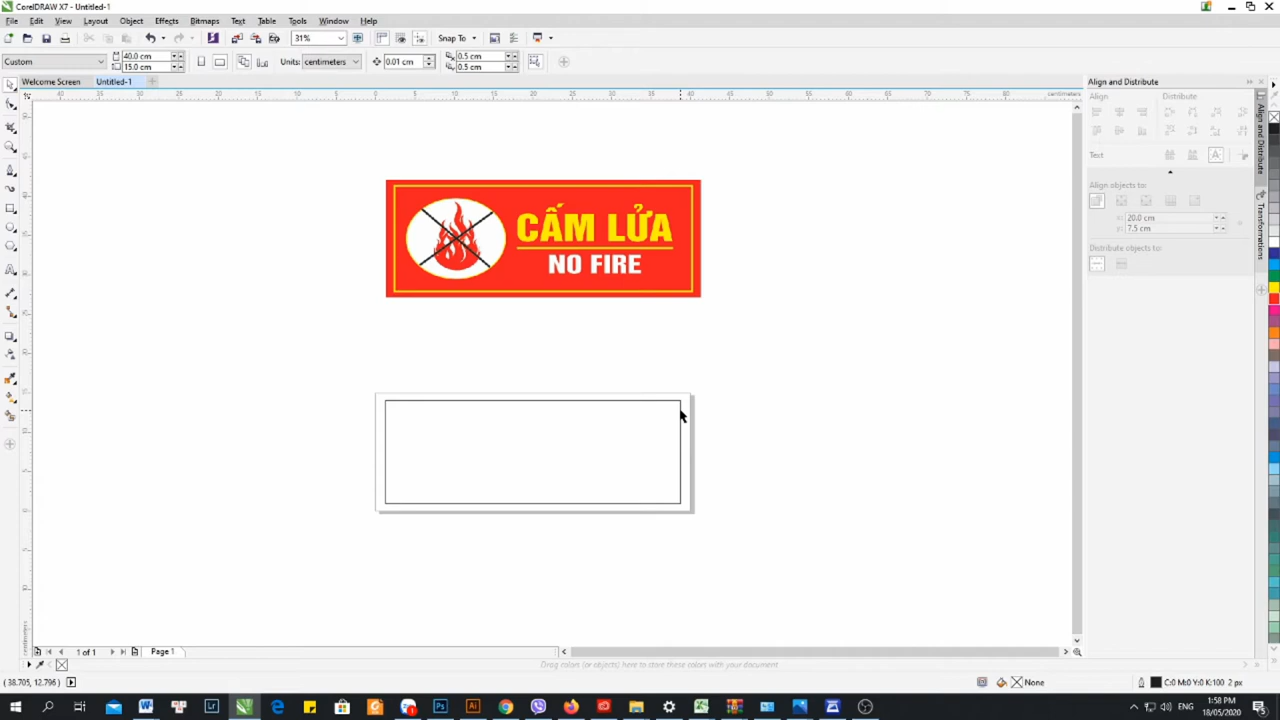 CorelDRAW X7 - Untitled-1
File Edit View Layout Object Effects Bitmaps Text Table Tools Window Help
31% Snap To
Custom 40.0 cm 15.0 cm Units: centimeters 0.01 cm 0.5 cm 0.5 cm
Welcome Screen Untitled-1
Align and Distribute
centimeters
Align Distribute
Text
Align objects to:
20.0 cm
y: 7.5 cm
Distribute objects to:
Align and Distribute
Transformations
CẤM LỬA
NO FIRE
1 of 1 Page 1
Drag colors (or objects) here to store these colors with your document
( 38.705, 12.796 ) None C:0 M:0 Y:0 K:100 2 px
1:58 PM
18/05/2020